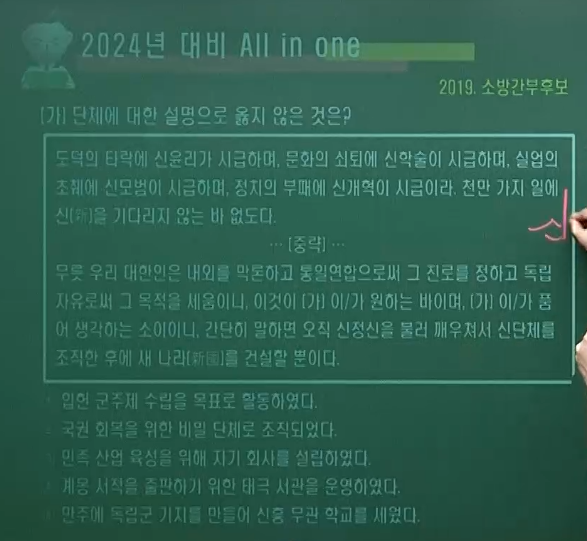 2024년 대비 All in one
2019. 소방간부후보
(가) 단체에 대한 설명으로 옳지 않은 것은?
도덕의 타락에 신윤리가 시급하며, 문화의 쇠퇴에 신학술이 시급하며, 실업의
초췌에 신모범이 시급하며, 정치의 부패에 신개혁이 시급이라. 천만 가지 일에
신(新)을 기다리지 않는 바 없도다.
… (중략) …
무릇 우리 대한인은 내외를 막론하고 통일연합으로써 그 진로를 정하고 독립
자유로써 그 목적을 세움이니, 이것이 (가) 이/가 원하는 바이며, (가) 이/가 품
어 생각하는 소이이니, 간단히 말하면 오직 신정신을 불러 깨우쳐서 신단체를
조직한 후에 새 나라(新國)를 건설할 뿐이다.
신
입헌 군주제 수립을 목표로 활동하였다.
국권 회복을 위한 비밀 단체로 조직되었다.
민족 산업 육성을 위해 자기 회사를 설립하였다.
계몽 서적을 출판하기 위한 태극 서관을 운영하였다.
만주에 독립군 기지를 만들어 신흥 무관 학교를 세웠다.